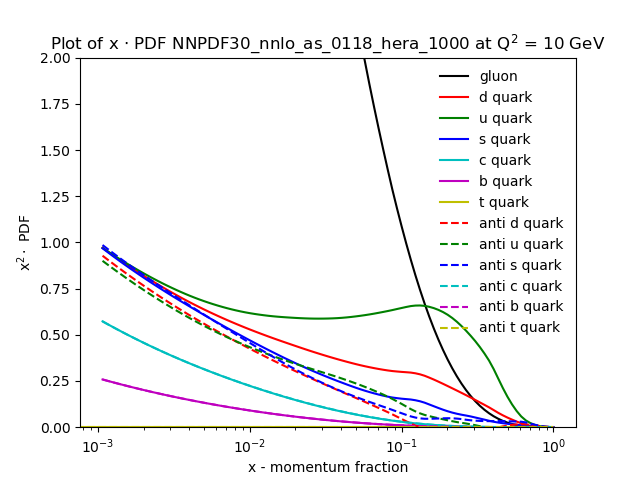 Plot of x · PDF NNPDF30_nnlo_as_0118_hera_1000 at Q² = 10 GeV
2.00
1.75
1.50
1.25
1.00
0.75
0.50
0.25
0.00
x² · PDF
gluon
d quark
u quark
s quark
c quark
b quark
t quark
anti d quark
anti u quark
anti s quark
anti c quark
anti b quark
anti t quark
10⁻³ 10⁻² 10⁻¹ 10⁰
x - momentum fraction